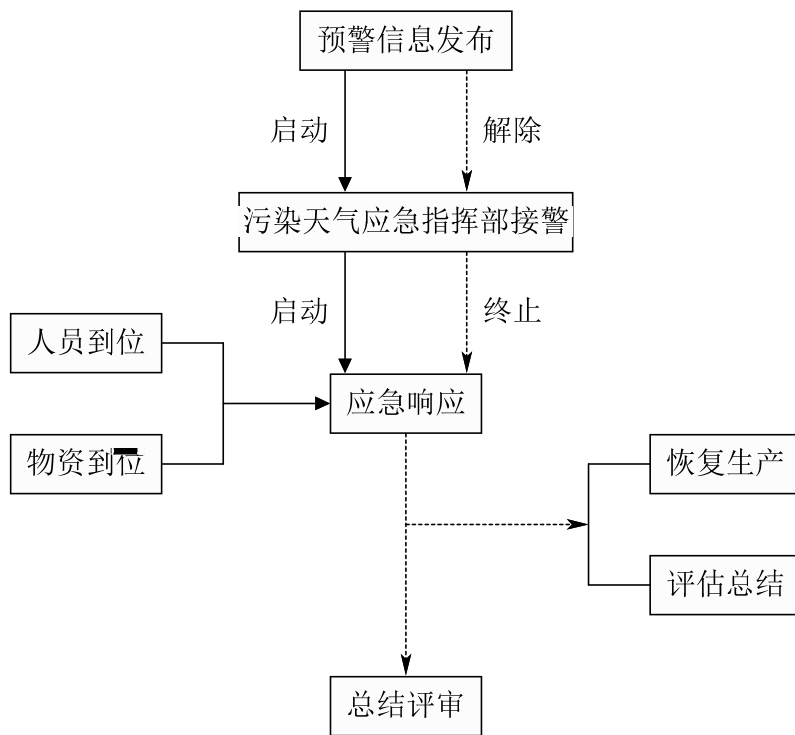 预警信息发布
启动
解除
污染天气应急指挥部接警
启动
终止
人员到位
应急响应
物资到位
恢复生产
评估总结
总结评审